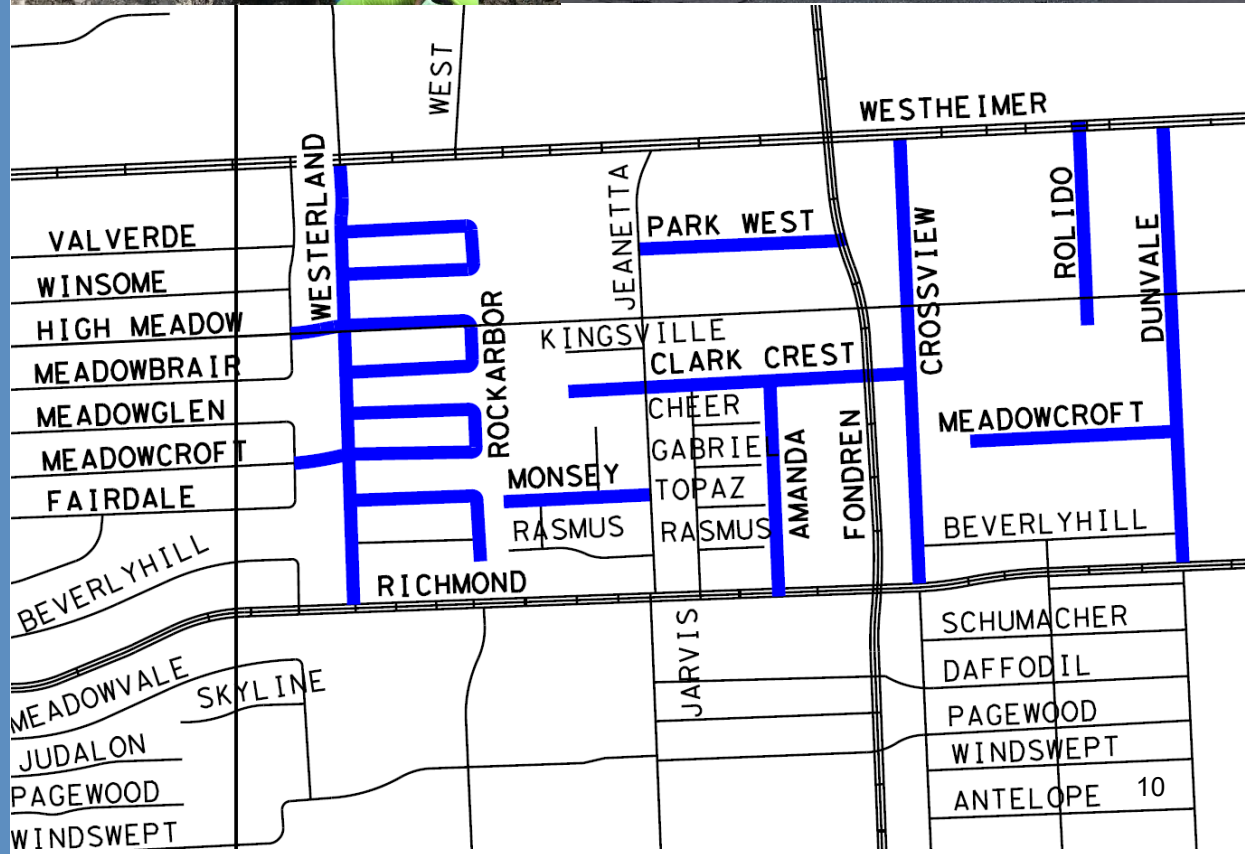 WEST
WESTHEIMER
WESTERLAND
JEANETTA
PARK WEST
ROLIDO
VALVERDE
CROSSVIEW
DUNVALE
WINSOME
HIGH MEADOW
ROCKARBOR
KINGSVILLE
MEADOWBRAIR
CLARK CREST
MEADOWGLEN
CHEER
MEADOWCROFT
MEADOWCROFT
GABRIEL
AMANDA
FONDREN
FAIRDALE
MONSEY
TOPAZ
RASMUS
RASMUS
BEVERLYHILL
BEVERLYHILL
RICHMOND
SCHUMACHER
JARVIS
MEADOWVALE
SKYLINE
DAFFODIL
PAGEWOOD
JUDALON
WINDSWEPT
PAGEWOOD
ANTELOPE
10
WINDSWEPT